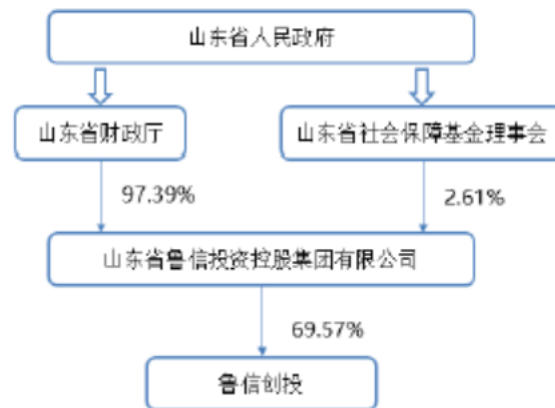 山东省人民政府
山东省财政厅
山东省社会保障基金理事会
97.39%
2.61%
山东省鲁信投资控股集团有限公司
69.57%
鲁信创投